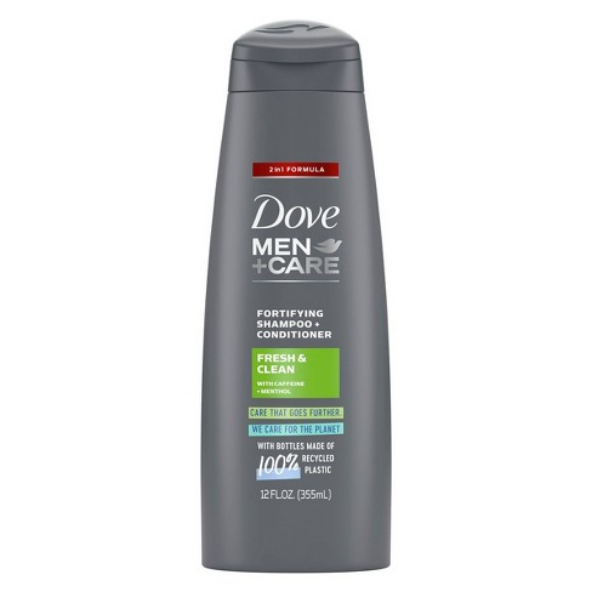 2in1 FORMULA
Dove
MEN
+CARE
FORTIFYING
SHAMPOO +
CONDITIONER
FRESH &
CLEAN
WITH CAFFEINE
+ MENTHOL
CARE THAT GOES FURTHER.
WE CARE FOR THE PLANET
WITH BOTTLES MADE OF
100% RECYCLED
PLASTIC
12 FL.OZ. (355mL)